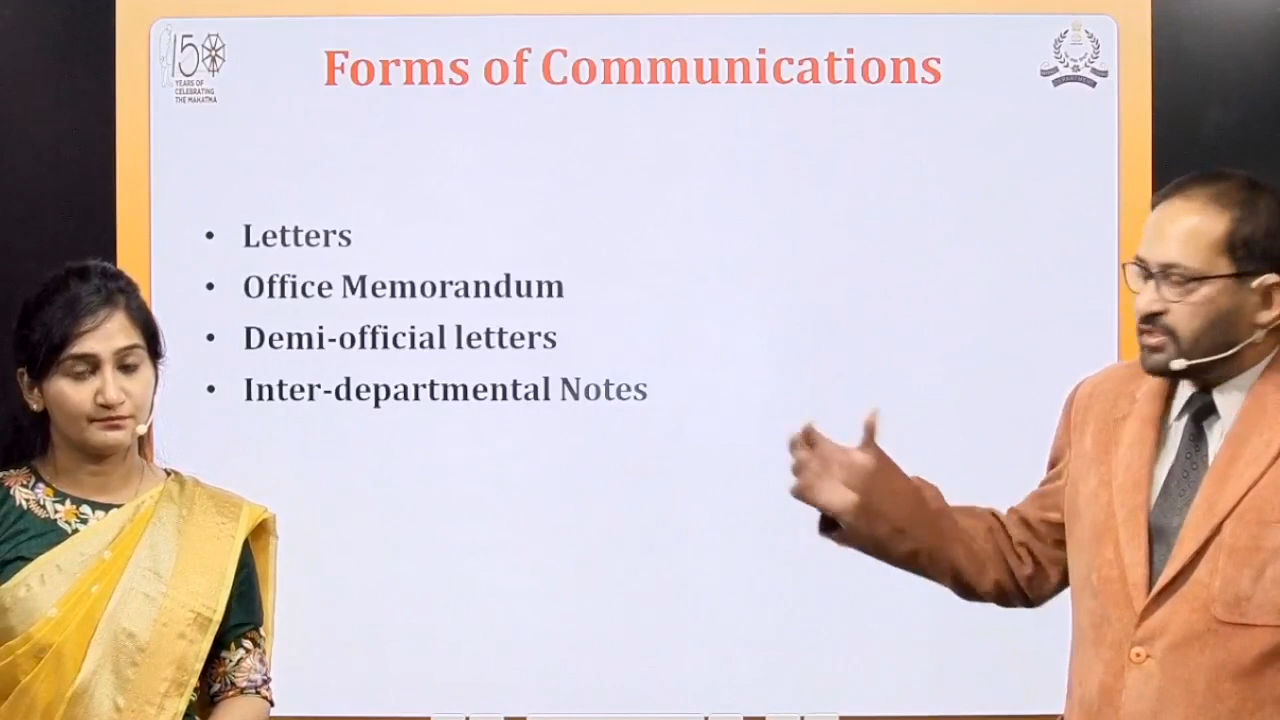 150
YEARS OF
CELEBRATING
THE MAHATMA
Forms of Communications
• Letters
• Office Memorandum
• Demi-official letters
• Inter-departmental Notes